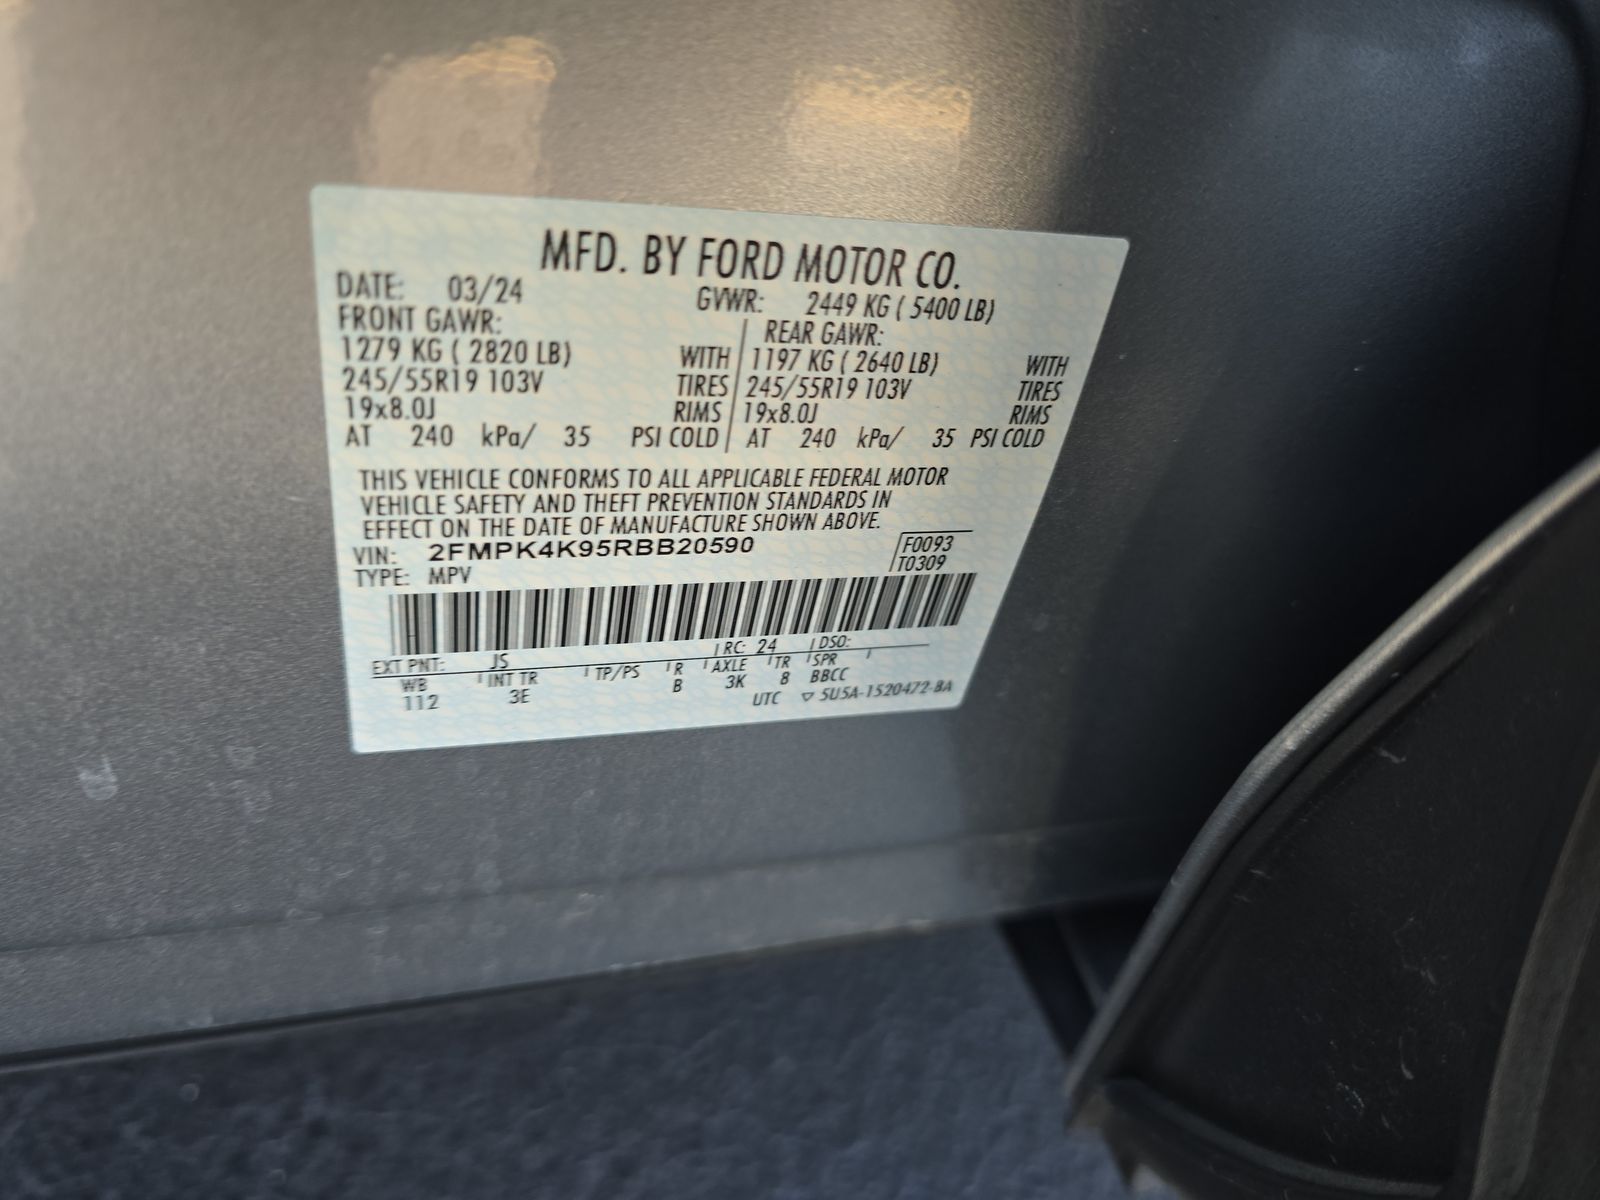 MFD. BY FORD MOTOR CO.
DATE: 03/24 GVWR: 2449 KG ( 5400 LB)
FRONT GAWR: REAR GAWR:
1279 KG ( 2820 LB) WITH 1197 KG ( 2640 LB) WITH
245/55R19 103V TIRES 245/55R19 103V TIRES
19x8.0J RIMS 19x8.0J RIMS
AT 240 kPa/ 35 PSI COLD AT 240 kPa/ 35 PSI COLD
THIS VEHICLE CONFORMS TO ALL APPLICABLE FEDERAL MOTOR
VEHICLE SAFETY AND THEFT PREVENTION STANDARDS IN
EFFECT ON THE DATE OF MANUFACTURE SHOWN ABOVE.
VIN: 2FMPK4K95RBB20590 F0093
TYPE: MPV T0309
EXT PNT: JS RC: 24 DSO:
WB INT TR TP/PS R AXLE TR SPR
112 3E B 3K 8 BBCC
UTC ▽ 5U5A-1520472-BA